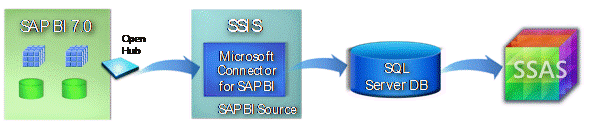 SAP BI 7.0
Open
Hub
SSIS
Microsoft
Connector
for SAP BI
SAP BI Source
SQL
Server DB
SSAS